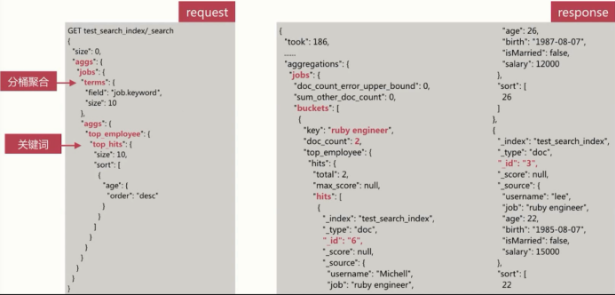 request
GET test_search_index/_search
{
"size": 0,
"aggs": {
"jobs": {
"terms": {
"field": "job.keyword",
"size": 10
},
"aggs": {
"top_employee": {
"top_hits": {
"size": 10,
"sort": [
{
"age": {
"order": "desc"
}
}
]
}
}
}
}
}
}
分桶聚合
关键词
response
{
"took": 186,
......
"aggregations": {
"jobs": {
"doc_count_error_upper_bound": 0,
"sum_other_doc_count": 0,
"buckets": [
{
"key": "ruby engineer",
"doc_count": 2,
"top_employee": {
"hits": {
"total": 2,
"max_score": null,
"hits": [
{
"_index": "test_search_index",
"_type": "doc",
"_id": "6",
"_score": null,
"_source": {
"username": "Michell",
"job": "ruby engineer",
"age": 26,
"birth": "1987-08-07",
"isMarried": false,
"salary": 12000
},
"sort": [
26
]
},
{
"_index": "test_search_index",
"_type": "doc",
"_id": "3",
"_score": null,
"_source": {
"username": "lee",
"job": "ruby engineer",
"age": 22,
"birth": "1985-08-07",
"isMarried": false,
"salary": 15000
},
"sort": [
22